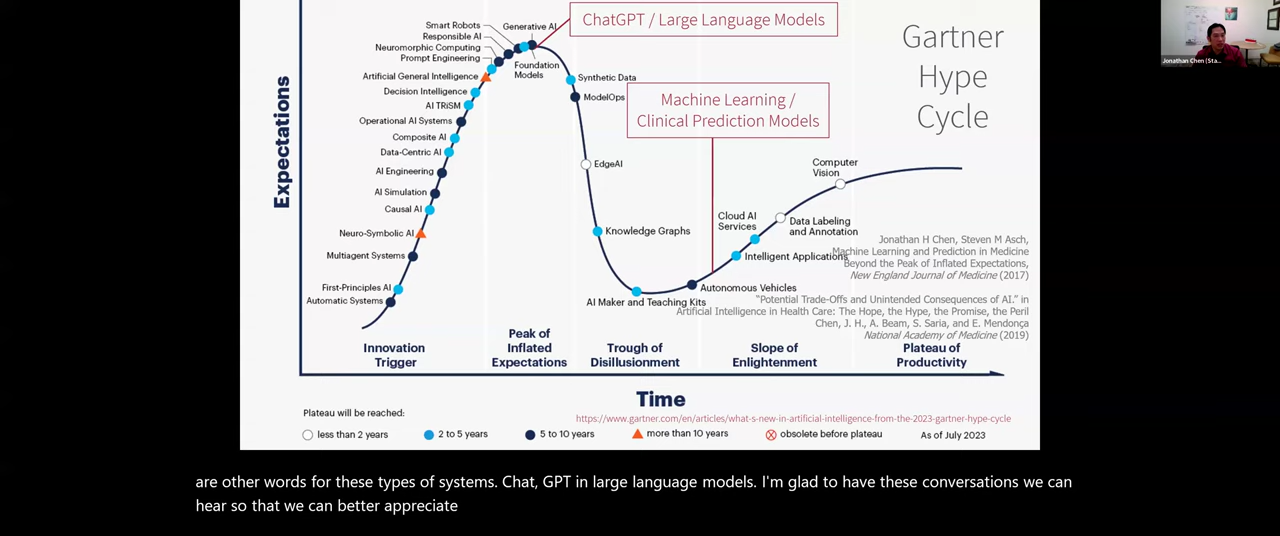 ChatGPT / Large Language Models
Gartner
Hype
Cycle
Smart Robots
Generative AI
Responsible AI
Neuromorphic Computing
Prompt Engineering
Foundation
Models
Artificial General Intelligence
Synthetic Data
Decision Intelligence
ModelOps
AI TRiSM
Machine Learning /
Clinical Prediction Models
Operational AI Systems
Composite AI
Data-Centric AI
EdgeAI
Computer
Vision
AI Engineering
AI Simulation
Causal AI
Cloud AI
Services
Data Labeling
and Annotation
Neuro-Symbolic AI
Knowledge Graphs
Multiagent Systems
Intelligent Applications
First-Principles AI
Automatic Systems
Autonomous Vehicles
AI Maker and Teaching Kits
Jonathan H Chen, Steven M Asch,
Machine Learning and Prediction in Medicine
Beyond the Peak of Inflated Expectations,
New England Journal of Medicine (2017)
"Potential Trade-Offs and Unintended Consequences of AI." in
Artificial Intelligence in Health Care: The Hope, the Hype, the Promise, the Peril
Chen, J. H., A. Beam, S. Saria, and E. Mendonça
National Academy of Medicine (2019)
Expectations
Innovation
Trigger
Peak of
Inflated
Expectations
Trough of
Disillusionment
Slope of
Enlightenment
Plateau of
Productivity
Time
Plateau will be reached:
https://www.gartner.com/en/articles/what-s-new-in-artificial-intelligence-from-the-2023-gartner-hype-cycle
less than 2 years
2 to 5 years
5 to 10 years
more than 10 years
obsolete before plateau
As of July 2023
Jonathan Chen (Sta...
are other words for these types of systems. Chat, GPT in large language models. I'm glad to have these conversations we can
hear so that we can better appreciate